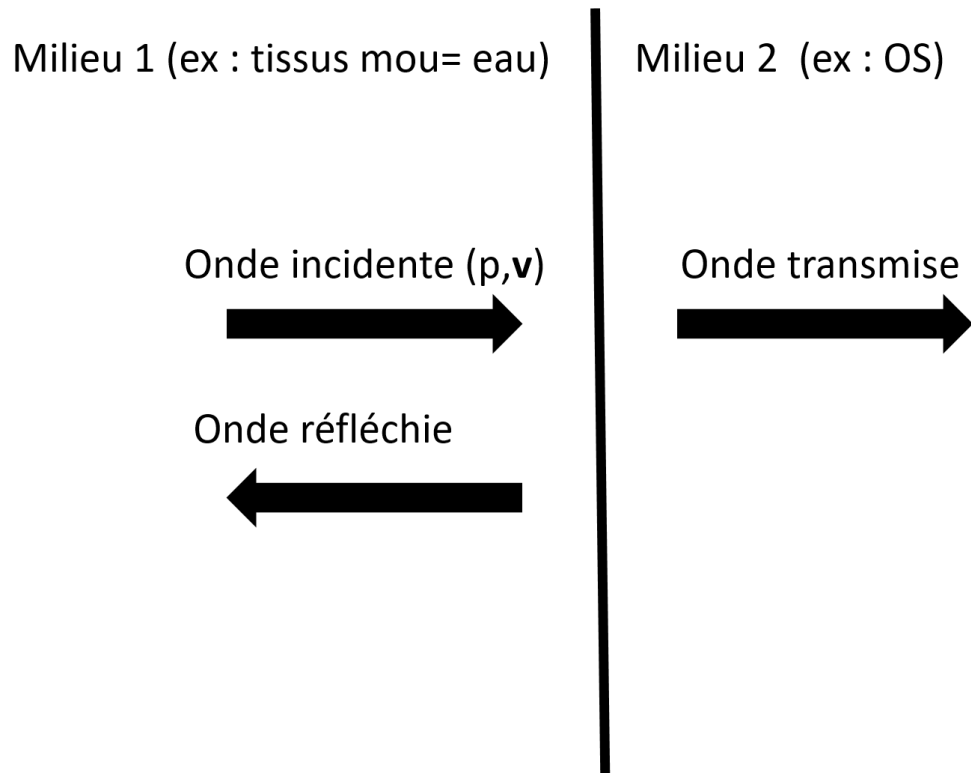 Milieu 1 (ex : tissus mou= eau)
Milieu 2  (ex : OS)
Onde incidente (p,v)
Onde transmise
Onde réfléchie